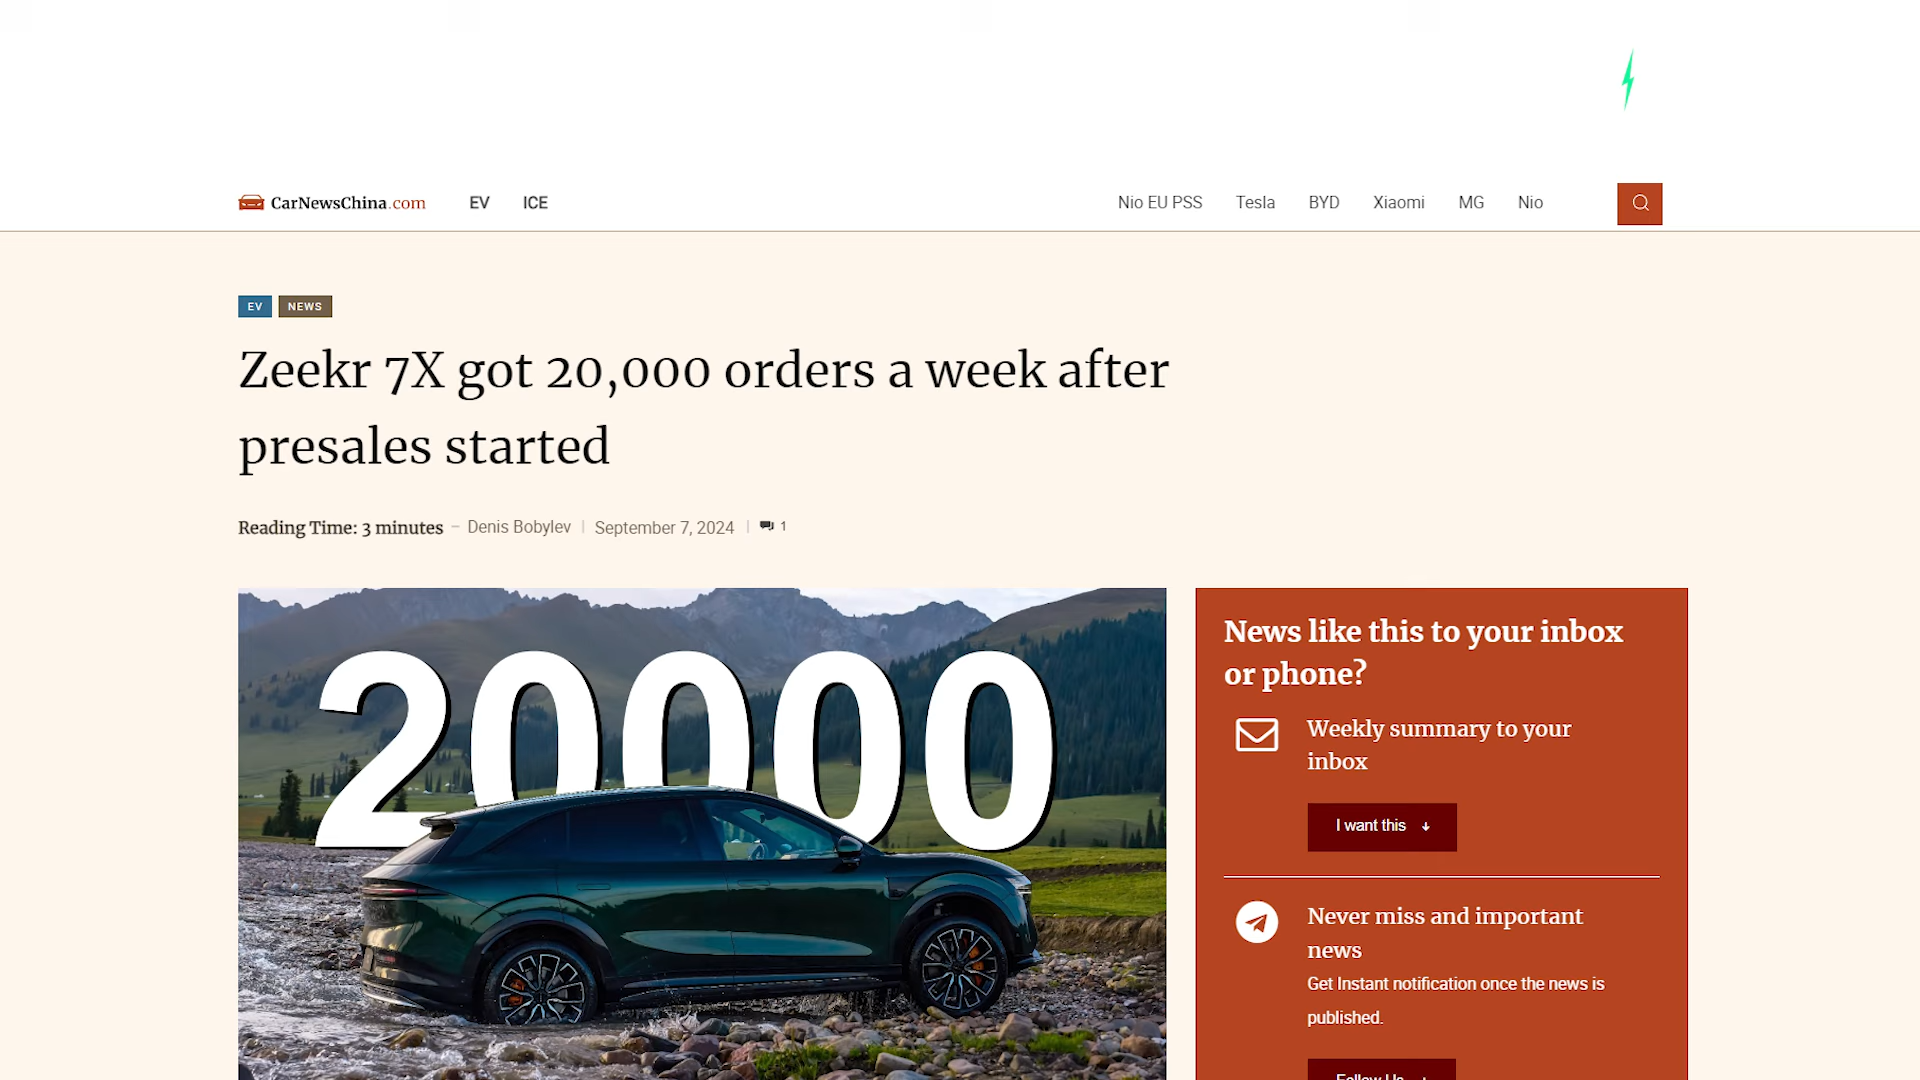 CarNewsChina.com EV ICE Nio EU PSS Tesla BYD Xiaomi MG Nio
EV NEWS
Zeekr 7X got 20,000 orders a week after
presales started
Reading Time: 3 minutes – Denis Bobylev | September 7, 2024 | 1
20000
News like this to your inbox
or phone?
Weekly summary to your
inbox
I want this ↓
Never miss and important
news
Get Instant notification once the news is
published.
Follow Us